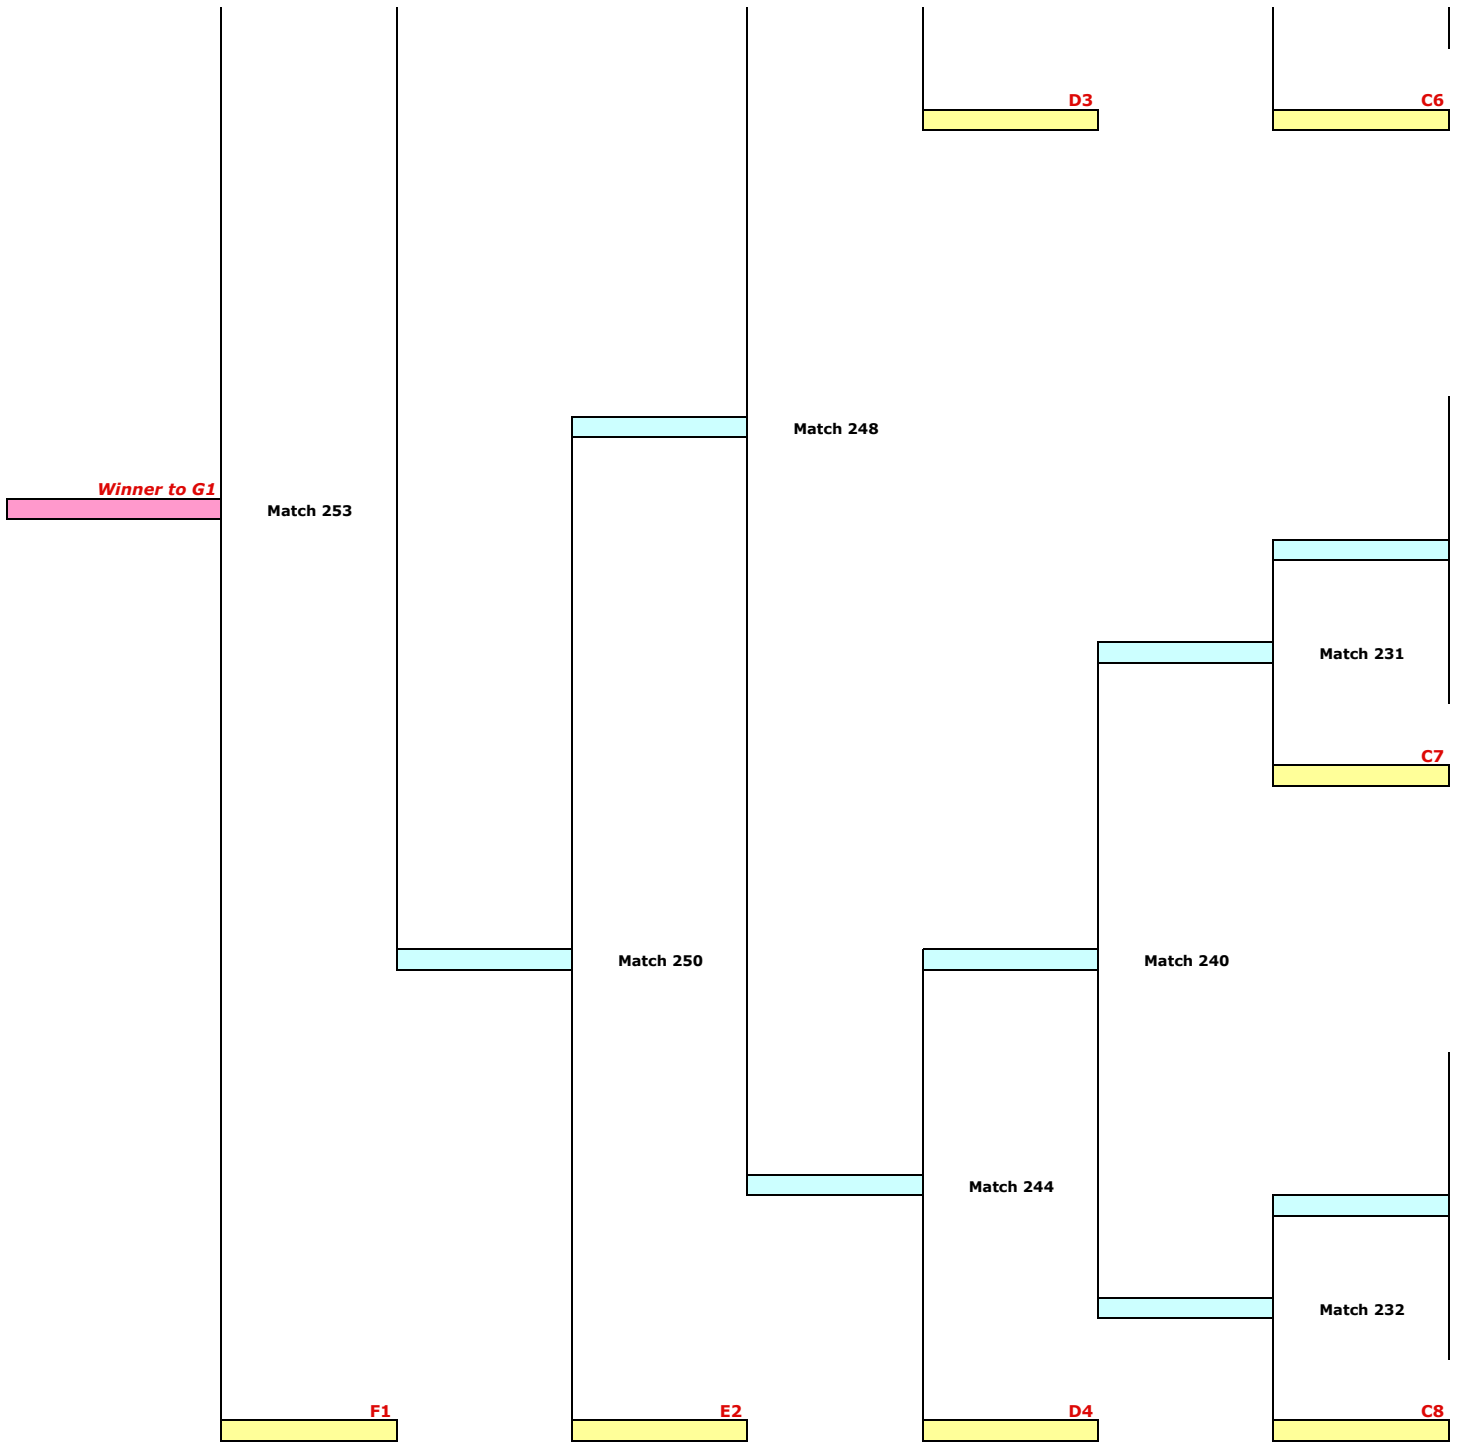 D3
C6
Match 248
Winner to G1
Match 253
Match 231
C7
Match 250
Match 240
Match 244
Match 232
F1
E2
D4
C8